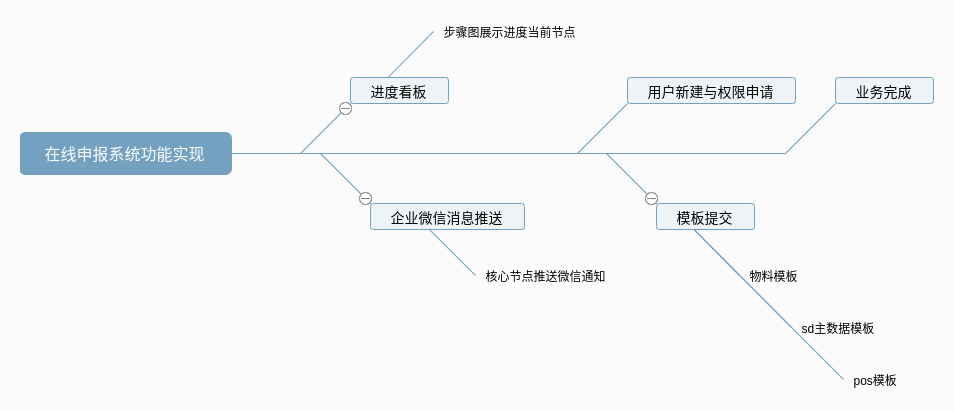 步骤图展示进度当前节点
进度看板
用户新建与权限申请
业务完成
在线申报系统功能实现
企业微信消息推送
模板提交
核心节点推送微信通知
物料模板
sd主数据模板
pos模板